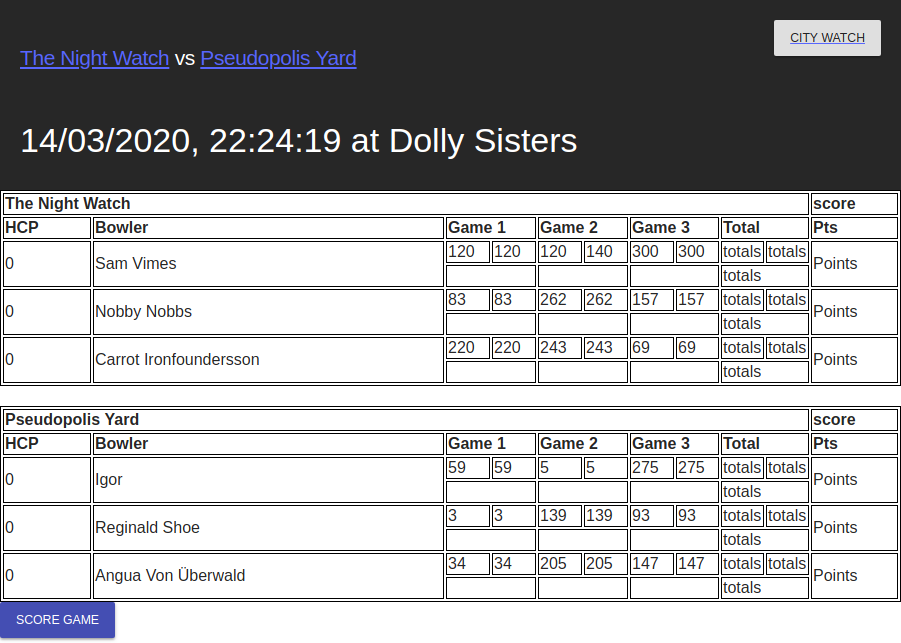 CITY WATCH
The Night Watch vs Pseudopolis Yard
14/03/2020, 22:24:19 at Dolly Sisters
The Night Watch score
HCP Bowler Game 1 Game 2 Game 3 Total Pts
0 Sam Vimes 120 120 120 140 300 300 totals totals Points
totals
0 Nobby Nobbs 83 83 262 262 157 157 totals totals Points
totals
0 Carrot Ironfoundersson 220 220 243 243 69 69 totals totals Points
totals
Pseudopolis Yard score
HCP Bowler Game 1 Game 2 Game 3 Total Pts
0 Igor 59 59 5 5 275 275 totals totals Points
totals
0 Reginald Shoe 3 3 139 139 93 93 totals totals Points
totals
0 Angua Von Überwald 34 34 205 205 147 147 totals totals Points
totals
SCORE GAME